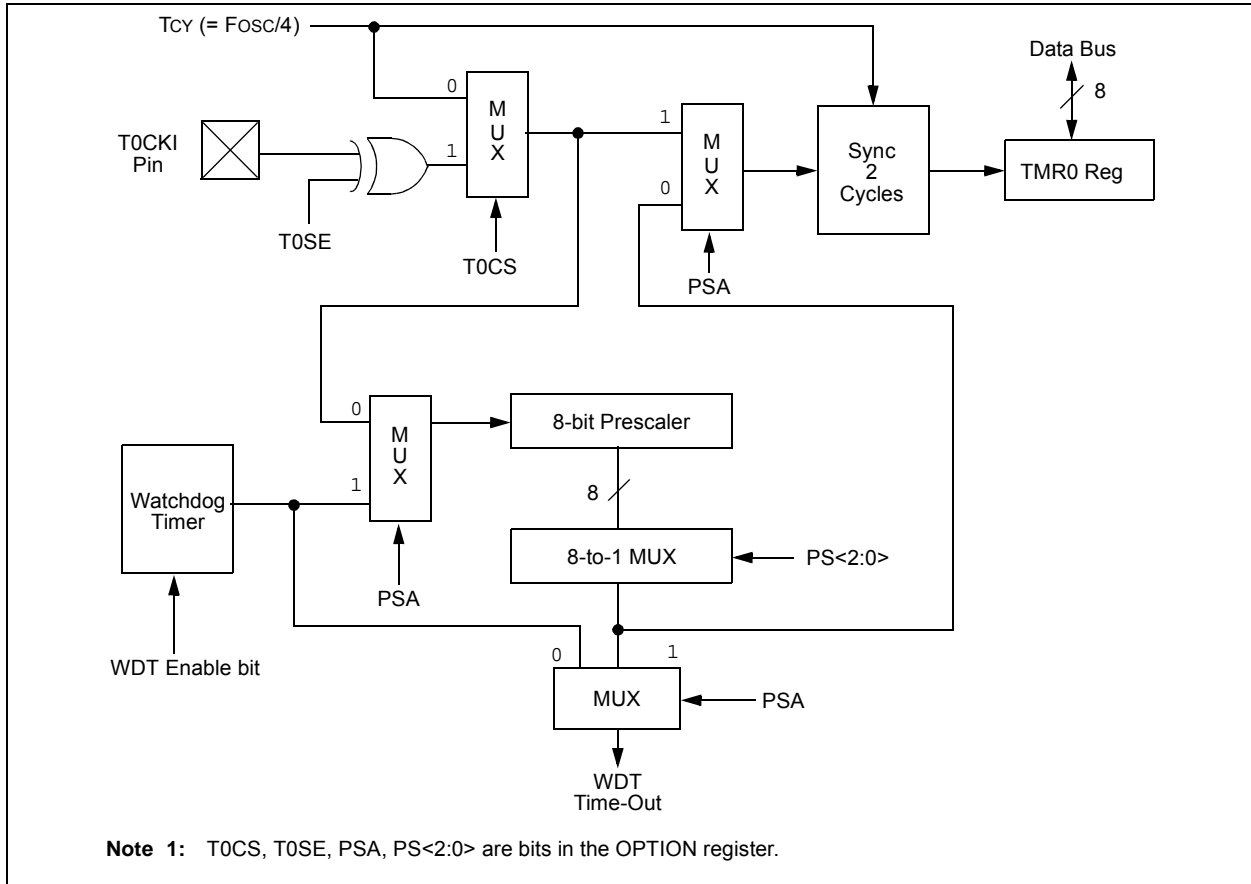 TCY (= FOSC/4)
Data Bus
8
0
M
U
X
1
T0CKI
Pin
T0SE
T0CS
1
M
U
X
0
PSA
Sync
2
Cycles
TMR0 Reg
0
M
U
X
1
PSA
8-bit Prescaler
8
8-to-1 MUX
PS<2:0>
Watchdog
Timer
WDT Enable bit
0
1
MUX
PSA
WDT
Time-Out
Note 1: T0CS, T0SE, PSA, PS<2:0> are bits in the OPTION register.